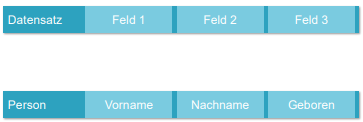 Datensatz Feld 1 Feld 2 Feld 3
Person Vorname Nachname Geboren